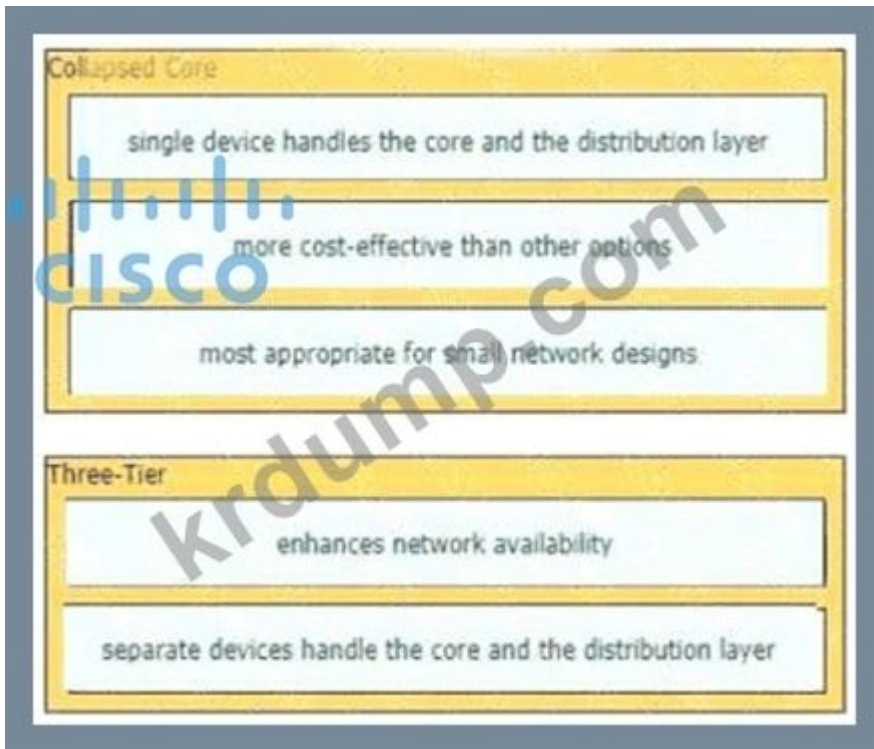 Collapsed Core
single device handles the core and the distribution layer
CISCO
more cost-effective than other options
most appropriate for small network designs
krdump.com
Three-Tier
enhances network availability
separate devices handle the core and the distribution layer